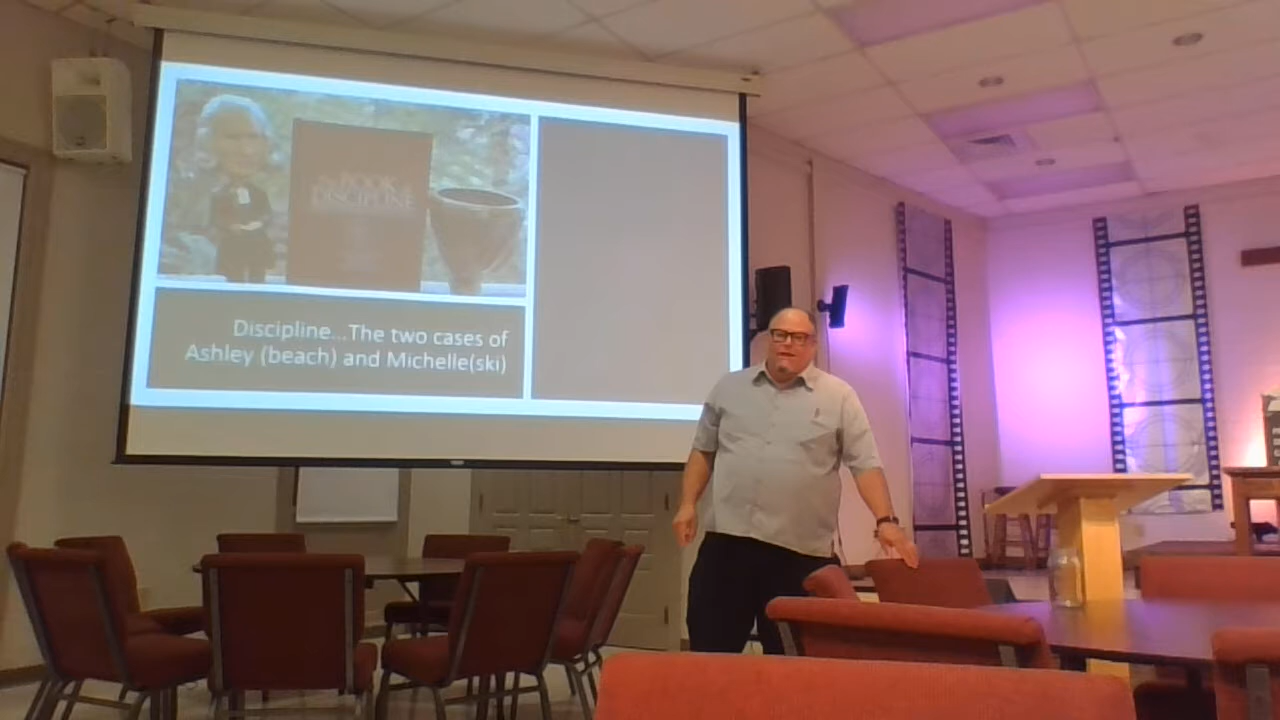 BOOK
DISCIPLINE
Discipline...The two cases of
Ashley (beach) and Michelle(ski)